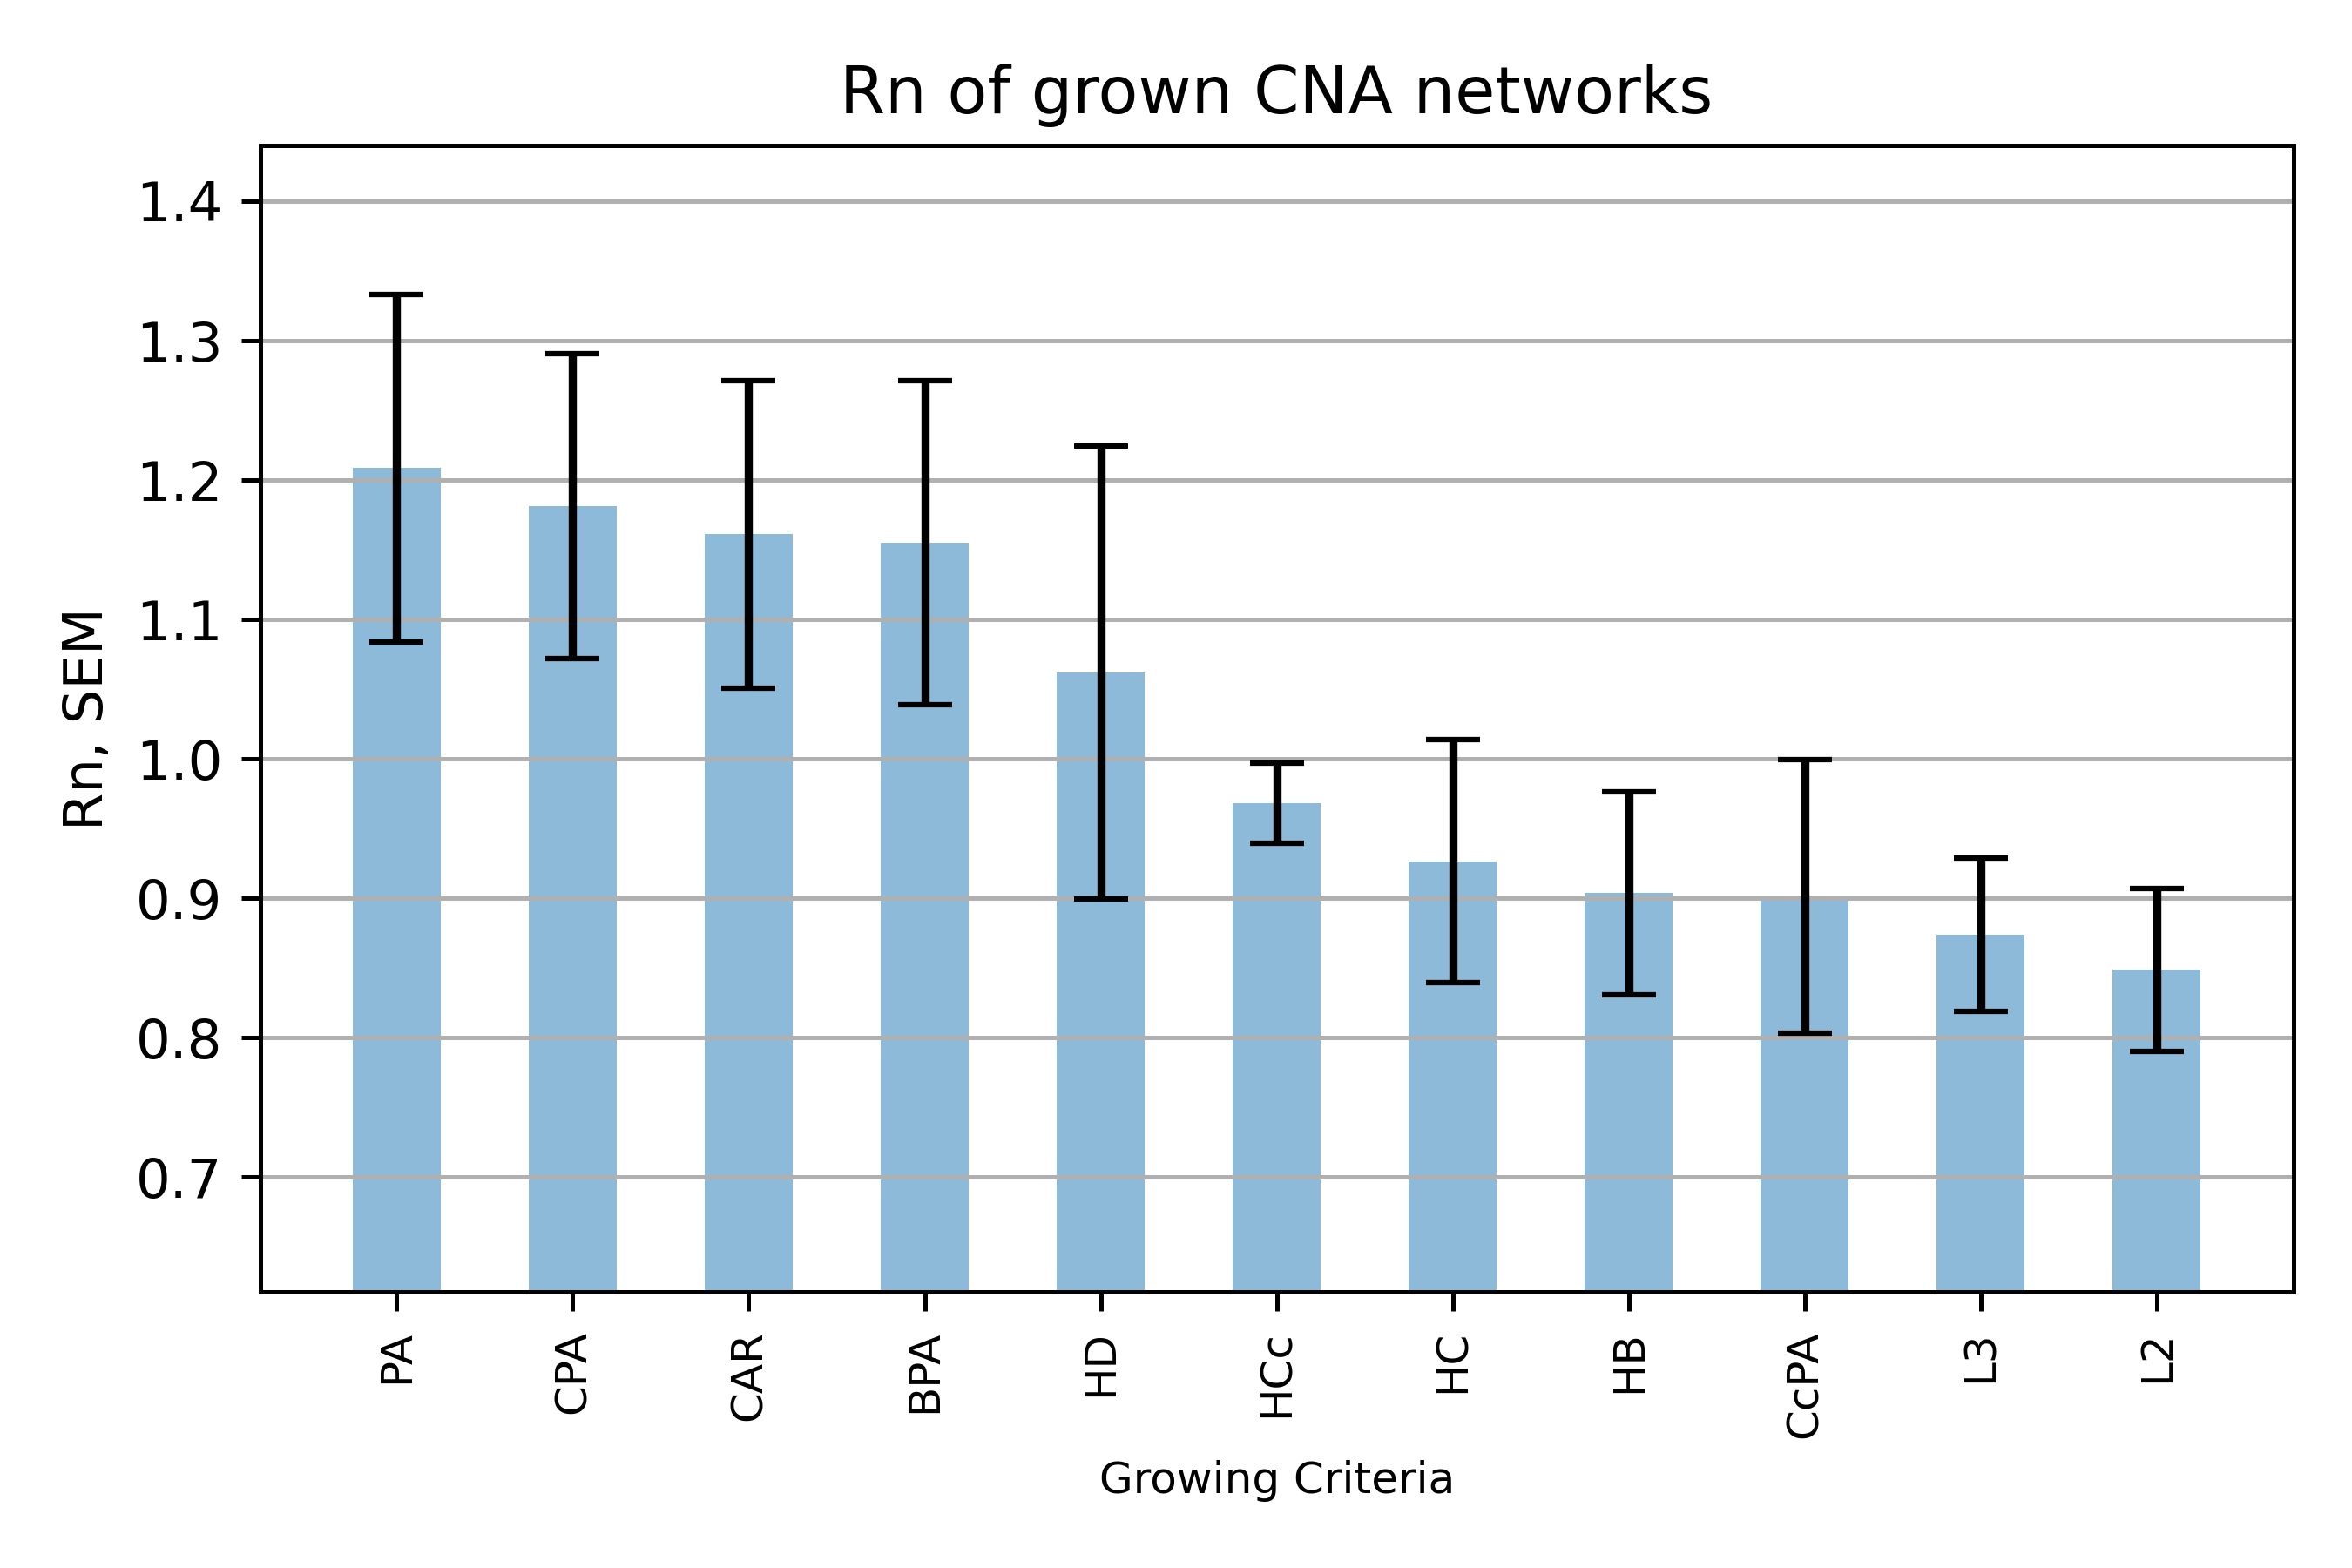 Rn of grown CNA networks
Rn, SEM
1.4
1.3
1.2
1.1
1.0
0.9
0.8
0.7
PA
CPA
CAR
BPA
HD
HCc
HC
HB
CcPA
L3
L2
Growing Criteria